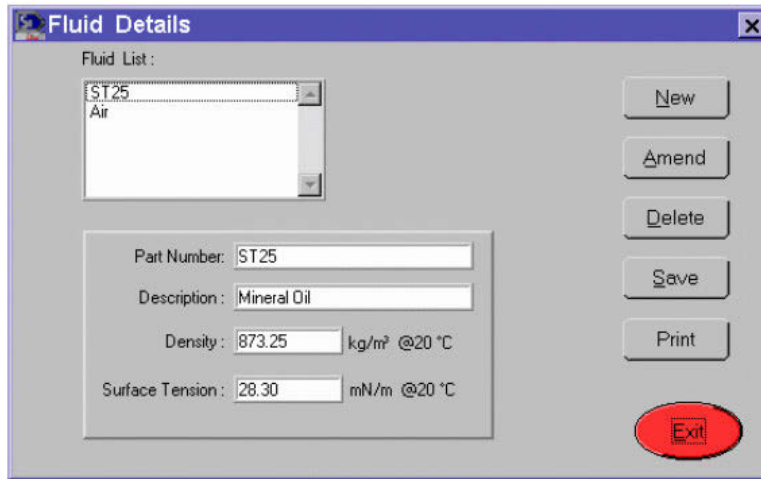 Fluid Details
Fluid List :
ST25
Air
New
Amend
Delete
Save
Print
Exit
Part Number: ST25
Description : Mineral Oil
Density : 873.25 kg/m³ @20 °C
Surface Tension : 28.30 mN/m @20 °C